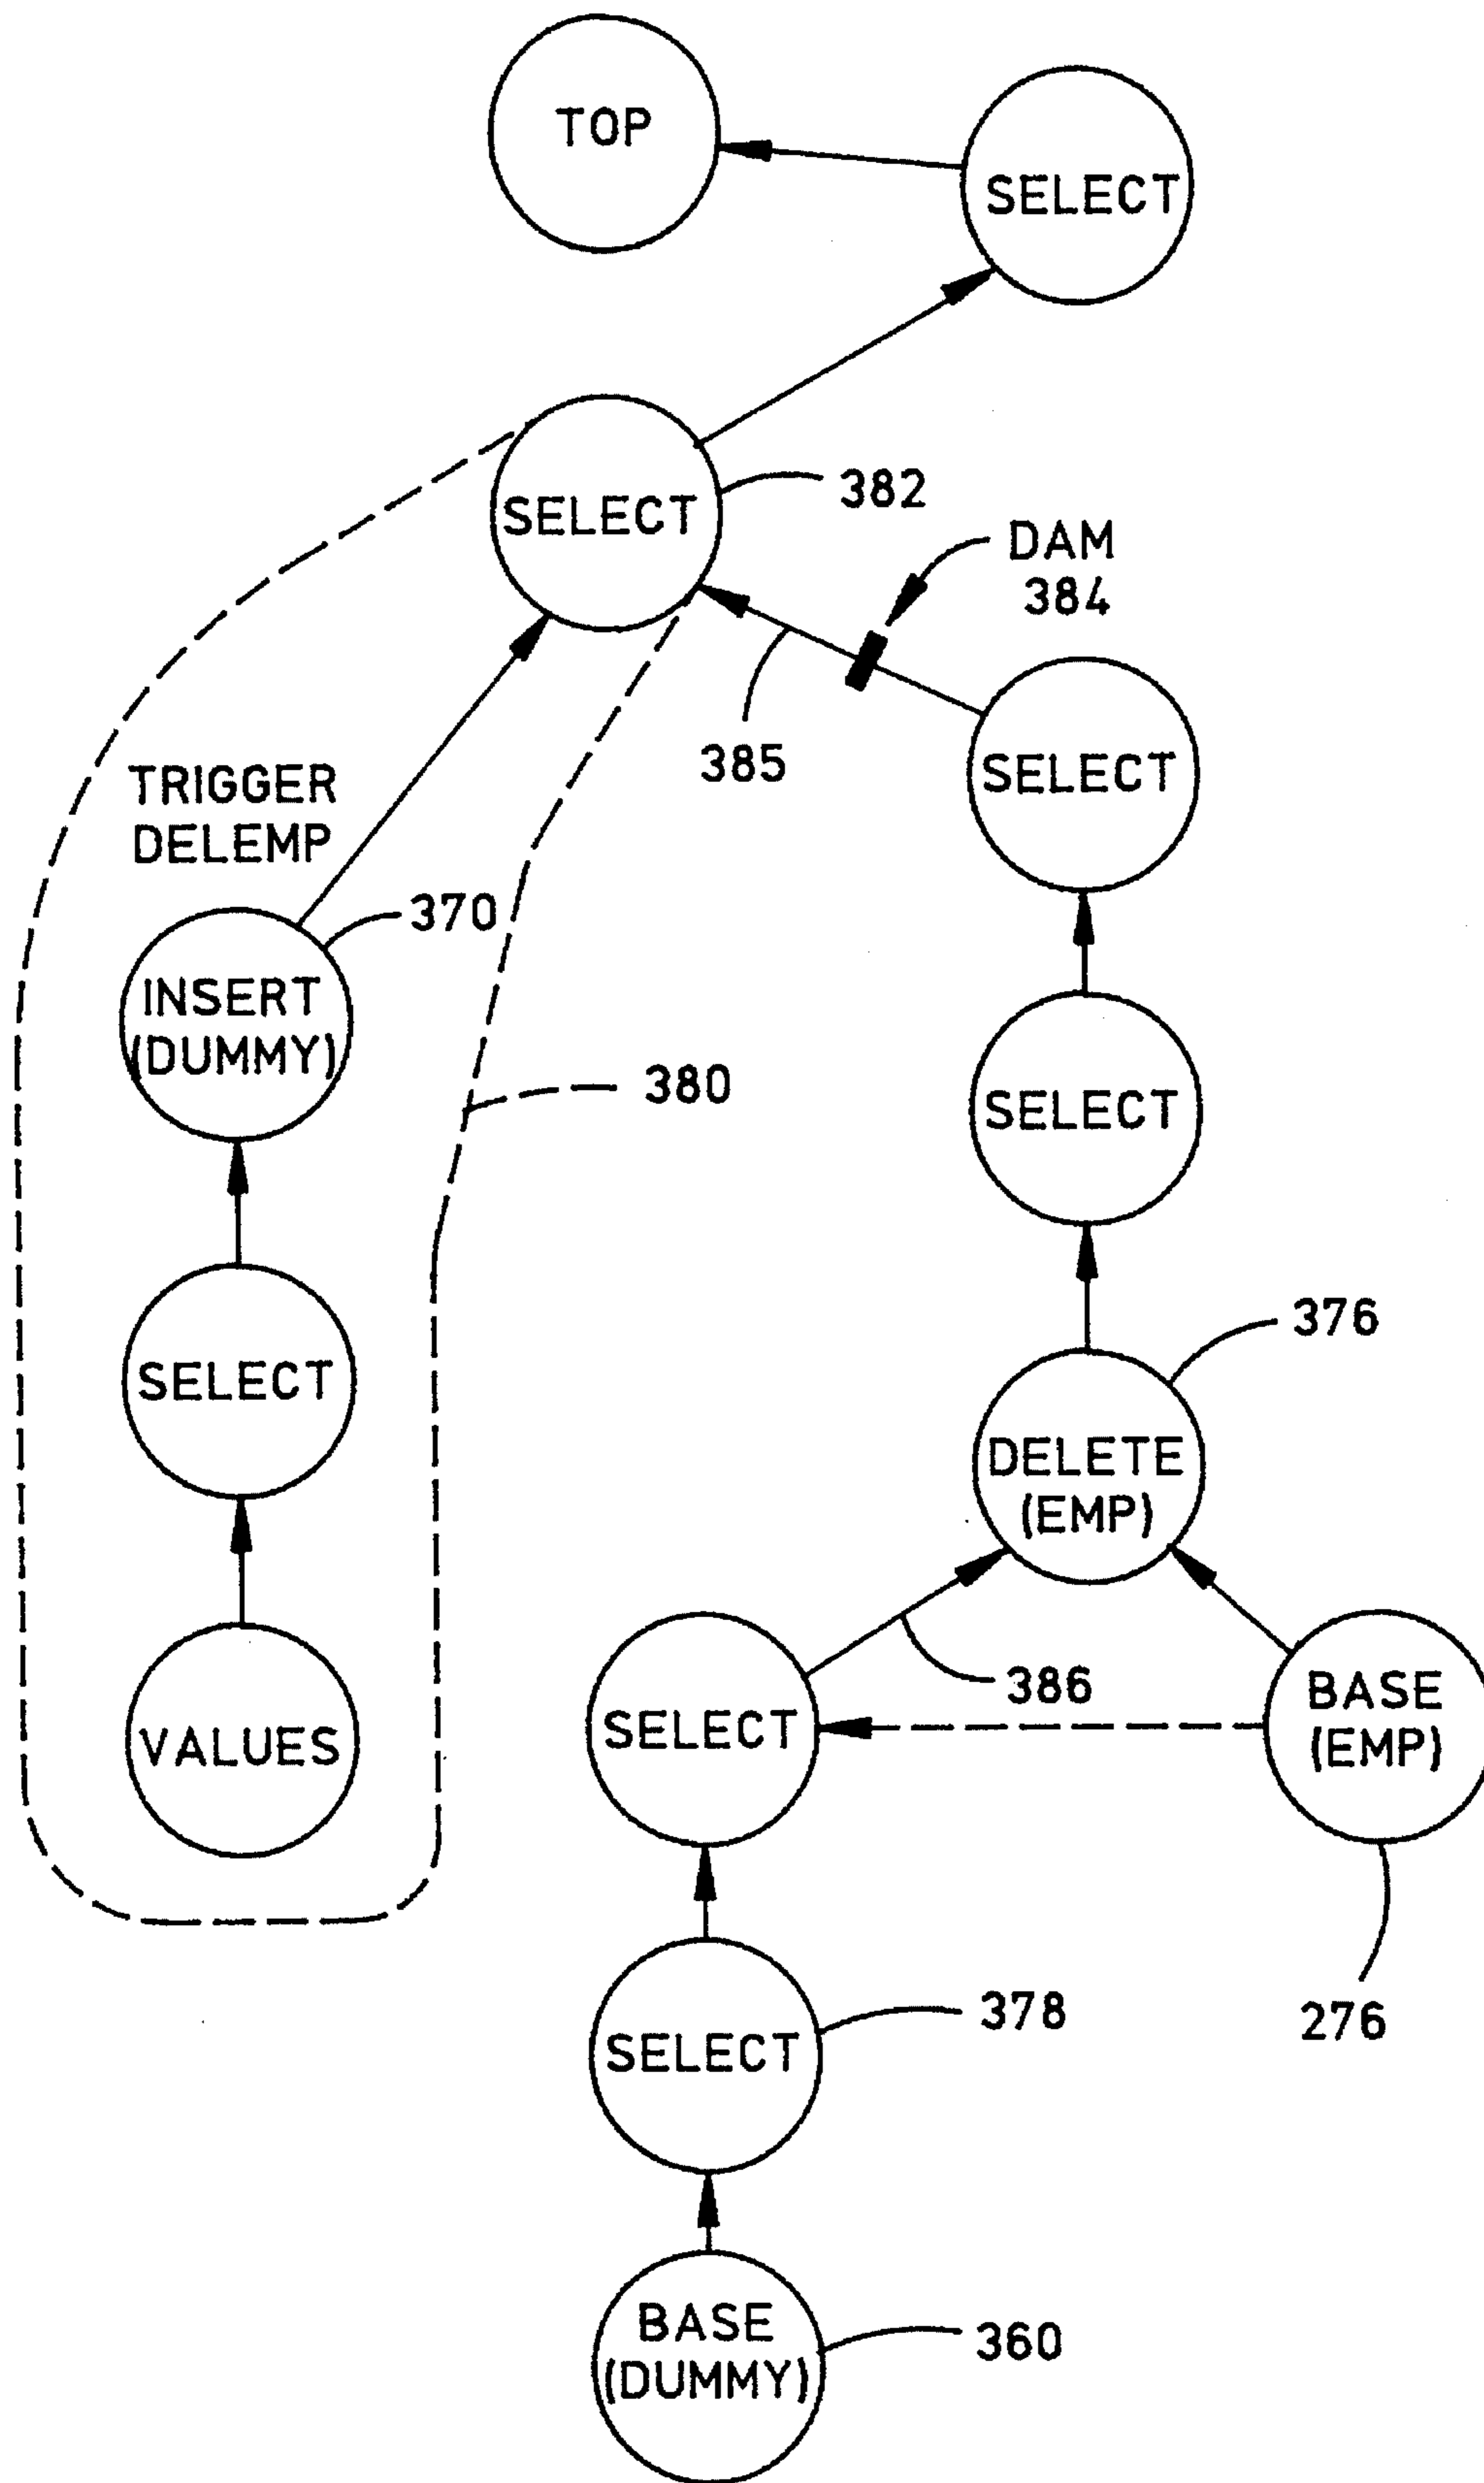 TOP
SELECT
SELECT
382
DAM
384
385
SELECT
TRIGGER
DELEMP
370
INSERT
(DUMMY)
380
SELECT
376
SELECT
DELETE
(EMP)
386
SELECT
BASE
(EMP)
VALUES
378
276
SELECT
360
BASE
(DUMMY)